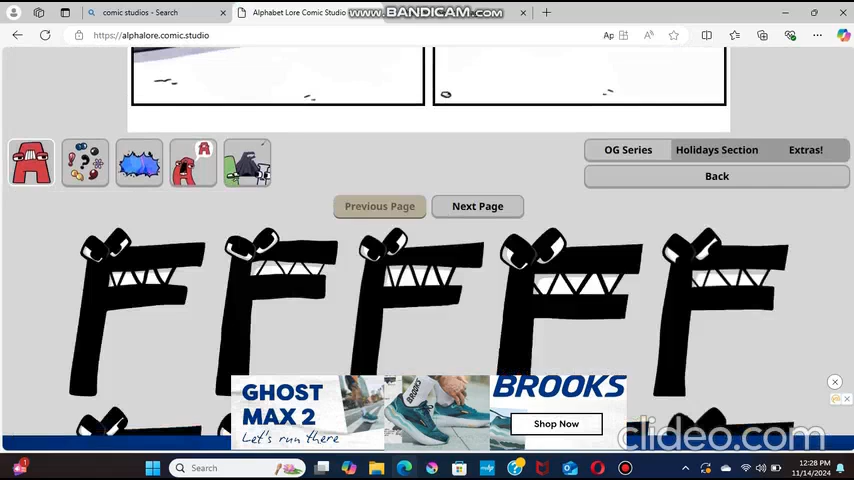 comic studios - Search
Alphabet Lore Comic Studio
WWW.BANDICAM.COM
https://alphalore.comic.studio
OG Series
Holidays Section
Extras!
Back
Previous Page
Next Page
GHOST
MAX 2
Let's run there
BROOKS
Shop Now
clideo.com
Search
12:28 PM
11/14/2024